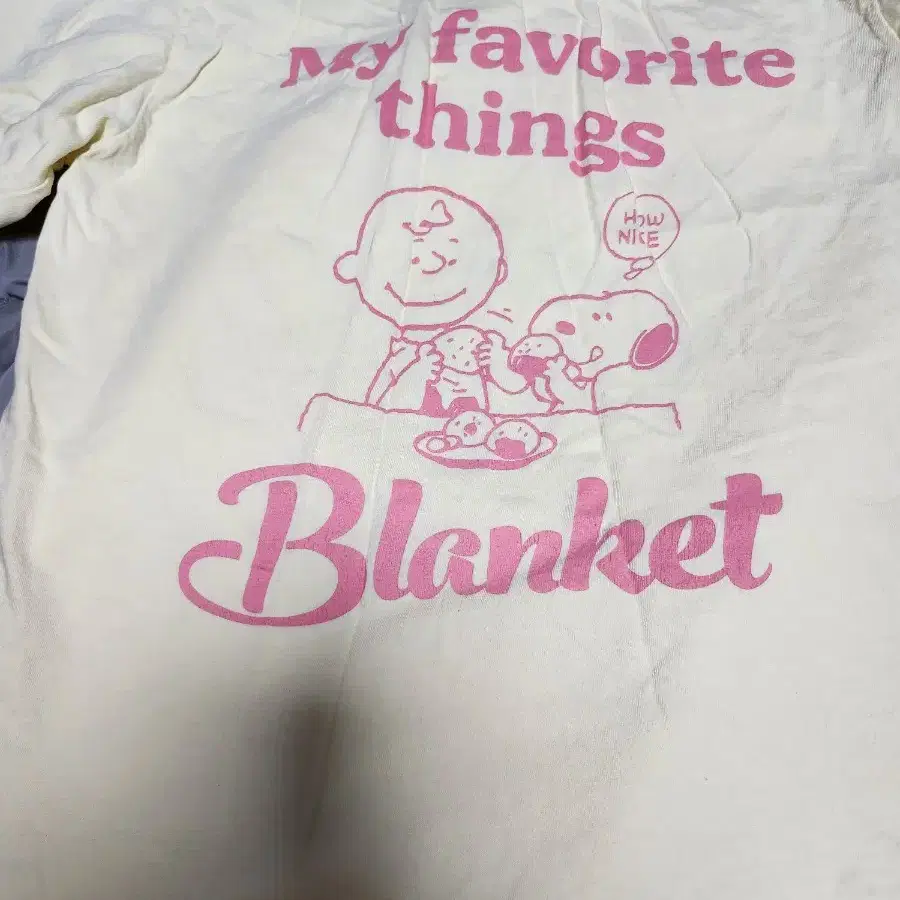 My favorite
things
HOW
NICE
Blanket